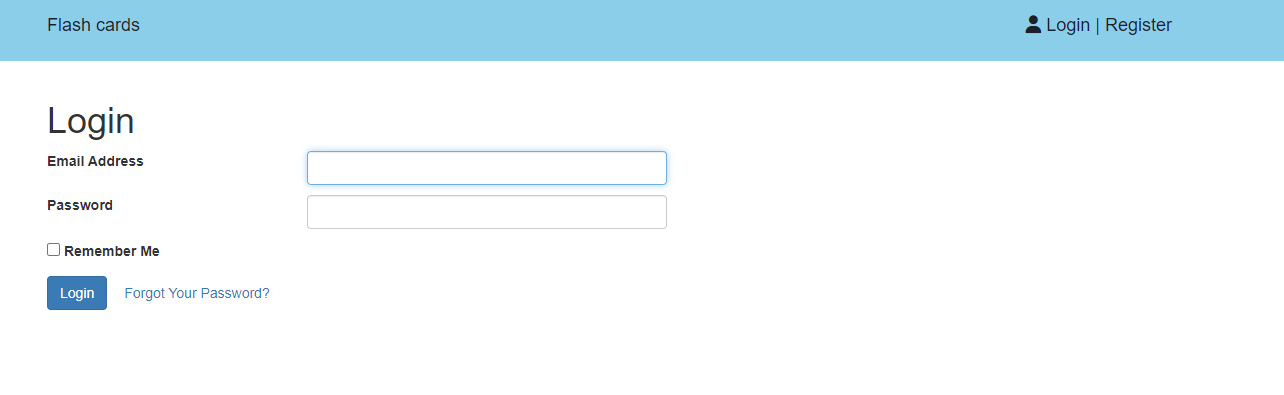 Flash cards
Login | Register
Login
Email Address
Password
Remember Me
Login
Forgot Your Password?